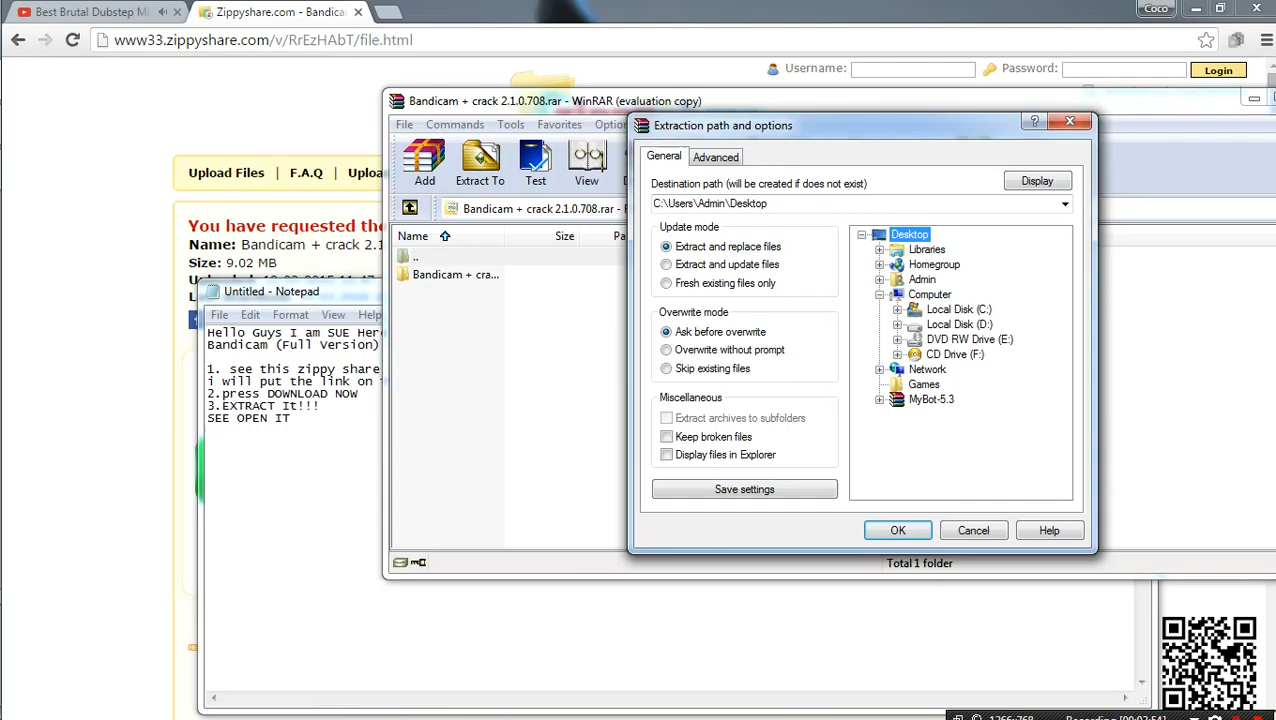 Best Brutal Dubstep M
Zippyshare.com - Bandica
Coco
www33.zippyshare.com/v/RrEzHAbT/file.html
Username:
Password:
Login
Upload Files | F.A.Q | Uploa
You have requested the
Name: Bandicam + crack 2.1
Size: 9.02 MB
Untitled - Notepad
File Edit Format View Help
Hello Guys I am SUE Her
Bandicam (Full Version)
1. see this zippy share
i will put the link on
2.press DOWNLOAD NOW
3.EXTRACT It!!!
SEE OPEN IT
Bandicam + crack 2.1.0.708.rar - WinRAR (evaluation copy)
File Commands Tools Favorites Option
Add
Extract To
Test
View
Bandicam + crack 2.1.0.708.rar -
Name
Size
Pa
..
Bandicam + cra...
Total 1 folder
Extraction path and options
General
Advanced
Destination path (will be created if does not exist)
Display
C:\Users\Admin\Desktop
Update mode
Extract and replace files
Extract and update files
Fresh existing files only
Overwrite mode
Ask before overwrite
Overwrite without prompt
Skip existing files
Miscellaneous
Extract archives to subfolders
Keep broken files
Display files in Explorer
Save settings
Desktop
Libraries
Homegroup
Admin
Computer
Local Disk (C:)
Local Disk (D:)
DVD RW Drive (E:)
CD Drive (F:)
Network
Games
MyBot-5.3
OK
Cancel
Help
1266x768
Recording [00:03:54]